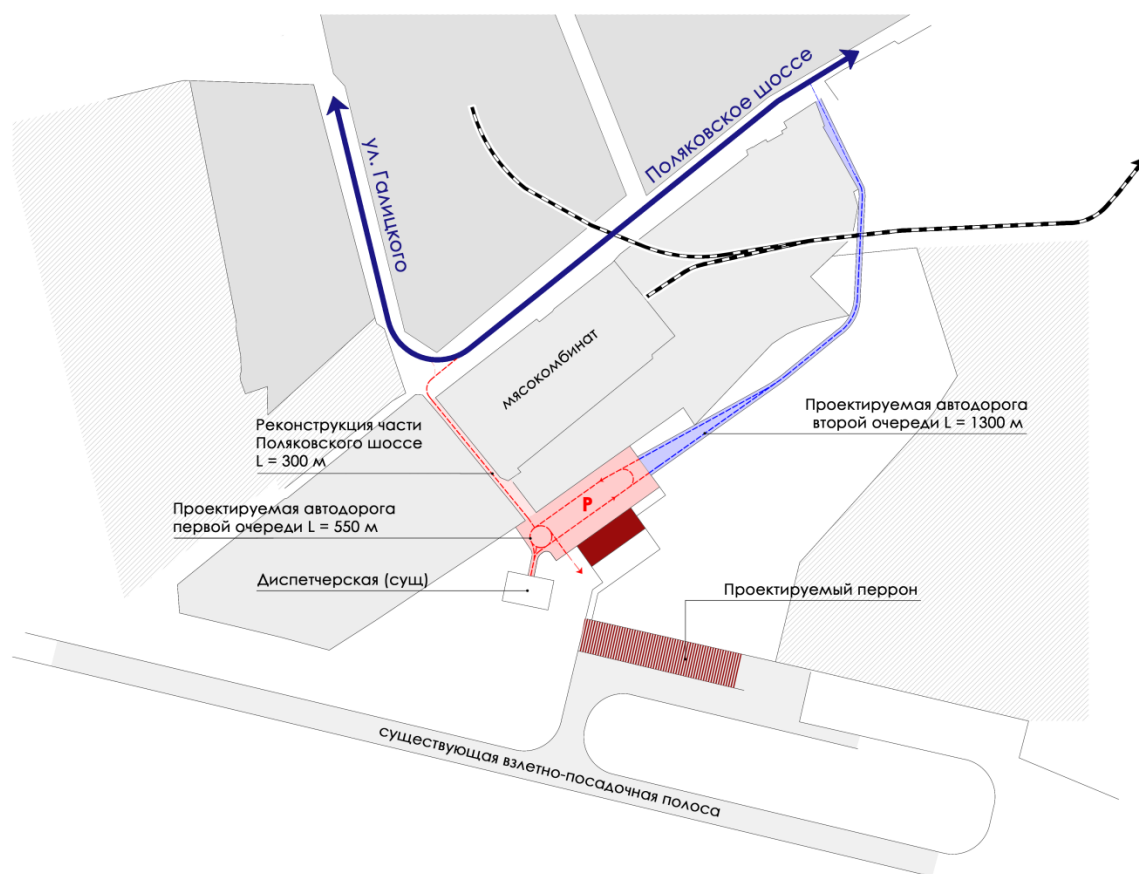 Поляковское шоссе
ул. Галицкого
мясокомбинат
Реконструкция части
Поляковского шоссе
L = 300 м
Проектируемая автодорога
второй очереди L = 1300 м
Проектируемая автодорога
первой очереди L = 550 м
P
Диспетчерская (сущ)
Проектируемый перрон
существующая взлетно-посадочная полоса